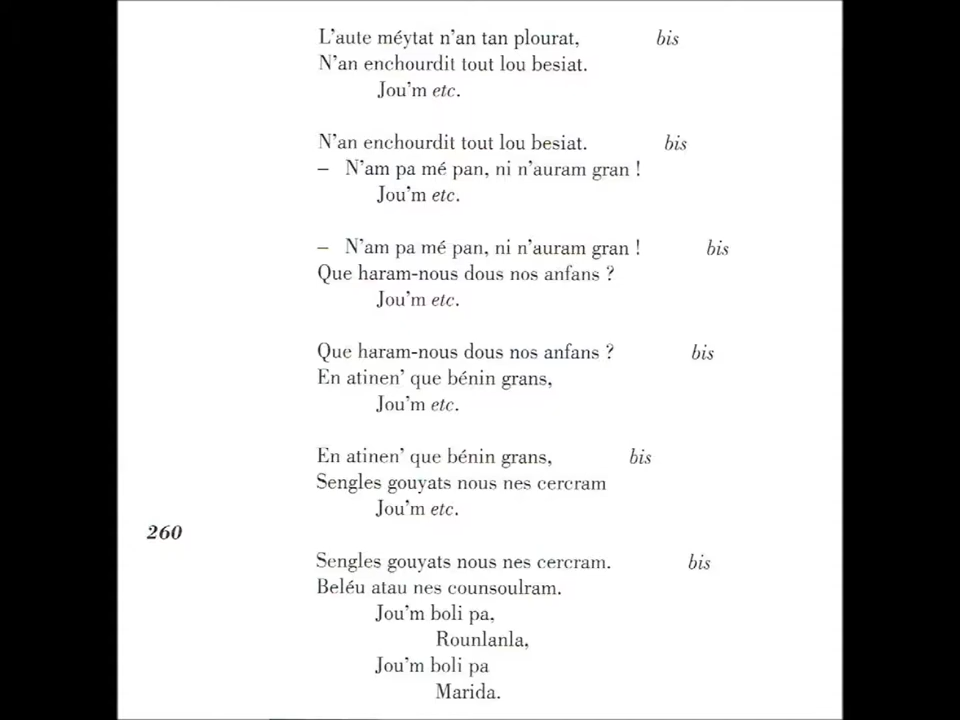 L'aute méytat n'an tan plourat, bis
N'an enchourdit tout lou besiat.
Jou'm etc.
N'an enchourdit tout lou besiat. bis
– N'am pa mé pan, ni n'auram gran !
Jou'm etc.
– N'am pa mé pan, ni n'auram gran ! bis
Que haram-nous dous nos anfans ?
Jou'm etc.
Que haram-nous dous nos anfans ? bis
En atinen' que bénin grans,
Jou'm etc.
En atinen' que bénin grans, bis
Sengles gouyats nous nes cercram
Jou'm etc.
260
Sengles gouyats nous nes cercram. bis
Beléu atau nes counsoulram.
Jou'm boli pa,
Rounlanla,
Jou'm boli pa
Marida.